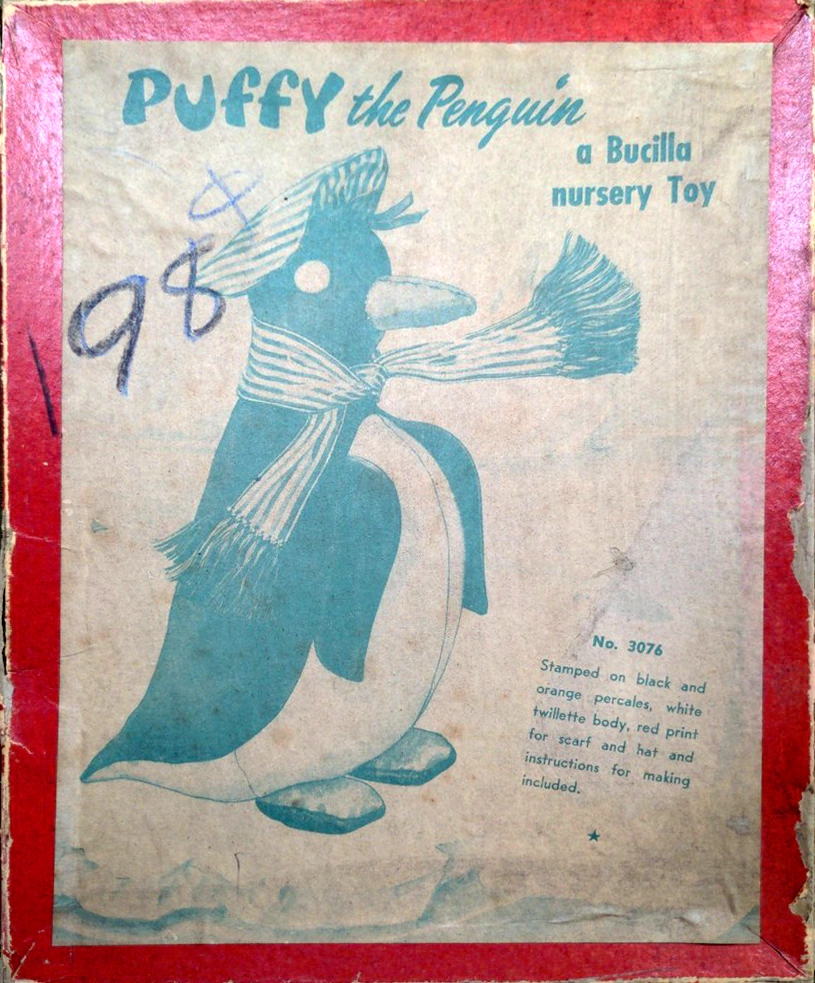 Puffy the Penguin
a Bucilla
nursery Toy
198
No. 3076
Stamped on black and
orange percales, white
twillette body, red print
for scarf and hat and
instructions for making
included.